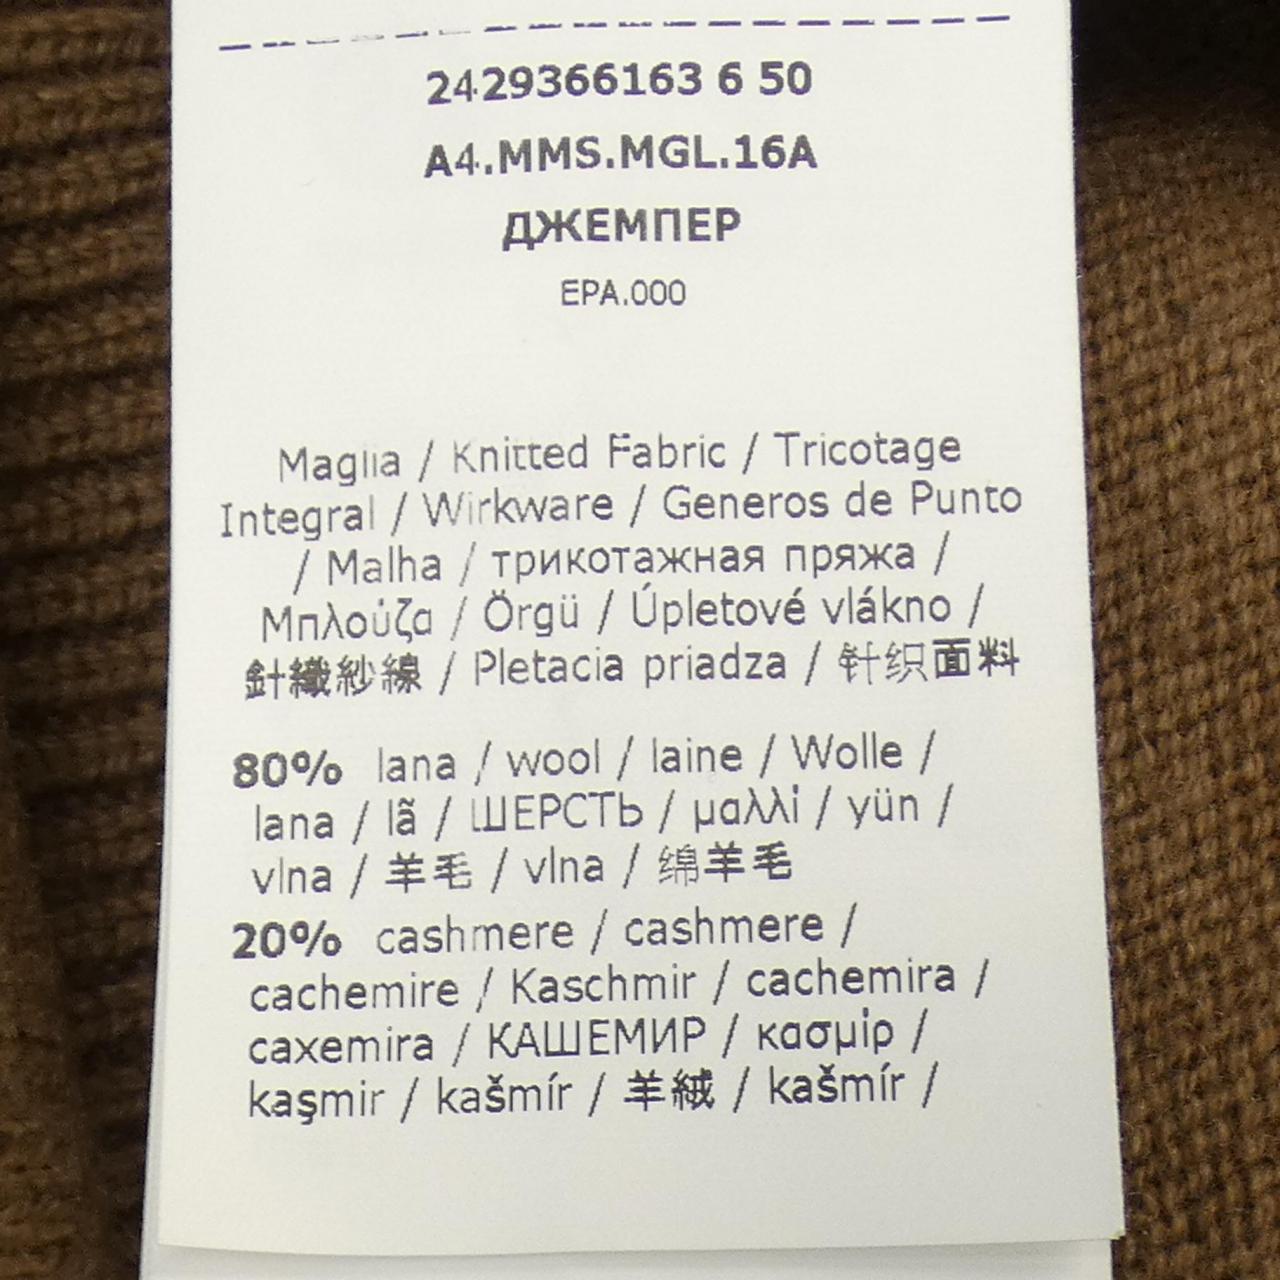 2429366163 6 50
A4.MMS.MGL.16A
ДЖЕМПЕР
EPA.000
Maglia / Knitted Fabric / Tricotage
Integral / Wirkware / Generos de Punto
/ Malha / трикотажная пряжа /
Μπλούζα / Örgü / Úpletové vlákno /
針織紗線 / Pletacia priadza / 针织面料
80% lana / wool / laine / Wolle /
lana / lã / ШЕРСТЬ / μαλλί / yün /
vlna / 羊毛 / vlna / 绵羊毛
20% cashmere / cashmere /
cachemire / Kaschmir / cachemira /
caxemira / КАШЕМИР / κασμίρ /
kaşmir / kašmír / 羊絨 / kašmír /